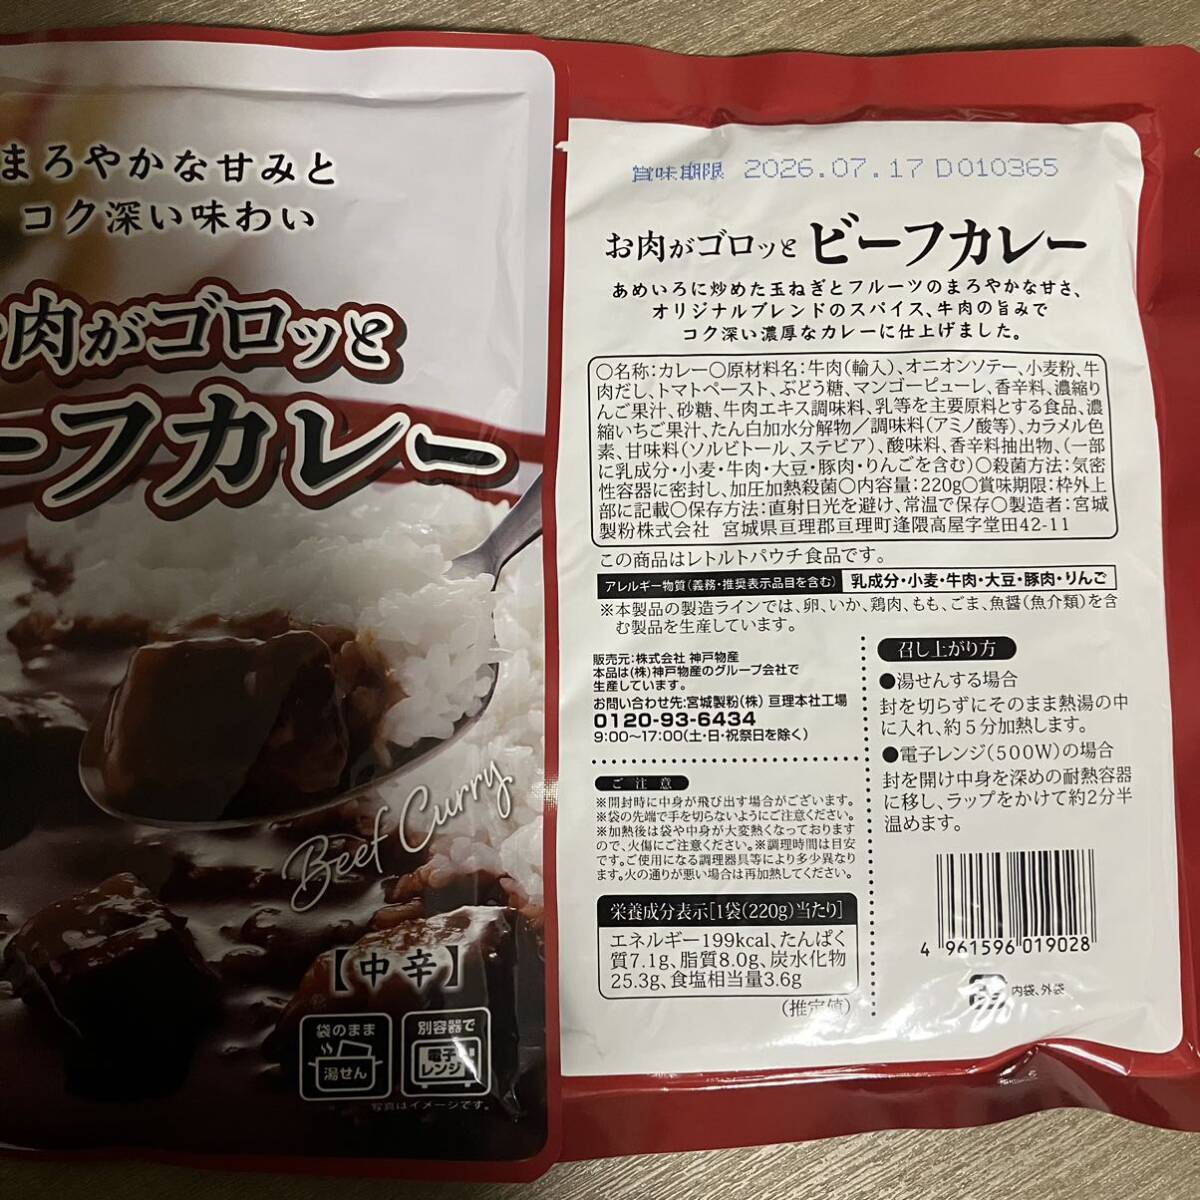 まろやかな甘みと
コク深い味わい
肉がゴロッと
ーフカレー
Beef Curry
【中辛】
袋のまま
湯せん
別容器で
電子
レンジ
写真はイメージです。
賞味期限 2026.07.17 D010365
お肉がゴロッと ビーフカレー
あめいろに炒めた玉ねぎとフルーツのまろやかな甘さ、
オリジナルブレンドのスパイス、牛肉の旨みで
コク深い濃厚なカレーに仕上げました。
○名称：カレー○原材料名：牛肉（輸入）、オニオンソテー、小麦粉、牛
肉だし、トマトペースト、ぶどう糖、マンゴーピューレ、香辛料、濃縮り
んご果汁、砂糖、牛肉エキス調味料、乳等を主要原料とする食品、濃
縮いちご果汁、たん白加水分解物／調味料（アミノ酸等）、カラメル色
素、甘味料（ソルビトール、ステビア）、酸味料、香辛料抽出物、（一部
に乳成分・小麦・牛肉・大豆・豚肉・りんごを含む）○殺菌方法：気密
性容器に密封し、加圧加熱殺菌○内容量：220g○賞味期限：枠外上
部に記載○保存方法：直射日光を避け、常温で保存○製造者：宮城
製粉株式会社 宮城県亘理郡亘理町逢隈高屋字堂田42-11
この商品はレトルトパウチ食品です。
アレルギー物質（義務・推奨表示品目を含む） 乳成分・小麦・牛肉・大豆・豚肉・りんご
※本製品の製造ラインでは、卵、いか、鶏肉、もも、ごま、魚醤（魚介類）を含
む製品を生産しています。
販売元：株式会社 神戸物産
本品は（株）神戸物産のグループ会社で
生産しています。
お問い合わせ先：宮城製粉（株） 亘理本社工場
0120-93-6434
9:00～17:00（土・日・祝祭日を除く）
ご注意
※開封時に中身が飛び出す場合がございます。
※袋の先端で手を切らないようにご注意ください。
※加熱後は袋や中身が大変熱くなっております
ので、火傷にご注意ください。※調理時間は目安
です。ご使用になる調理器具等により多少異なり
ます。火の通りが悪い場合は再加熱してください。
栄養成分表示［1袋（220g）当たり］
エネルギー199kcal、たんぱく
質7.1g、脂質8.0g、炭水化物
25.3g、食塩相当量3.6g
（推定値）
召し上がり方
●湯せんする場合
封を切らずにそのまま熱湯の中
に入れ、約5分加熱します。
●電子レンジ（500W）の場合
封を開け中身を深めの耐熱容器
に移し、ラップをかけて約2分半
温めます。
4 961596 019028
プラ 内袋、外袋